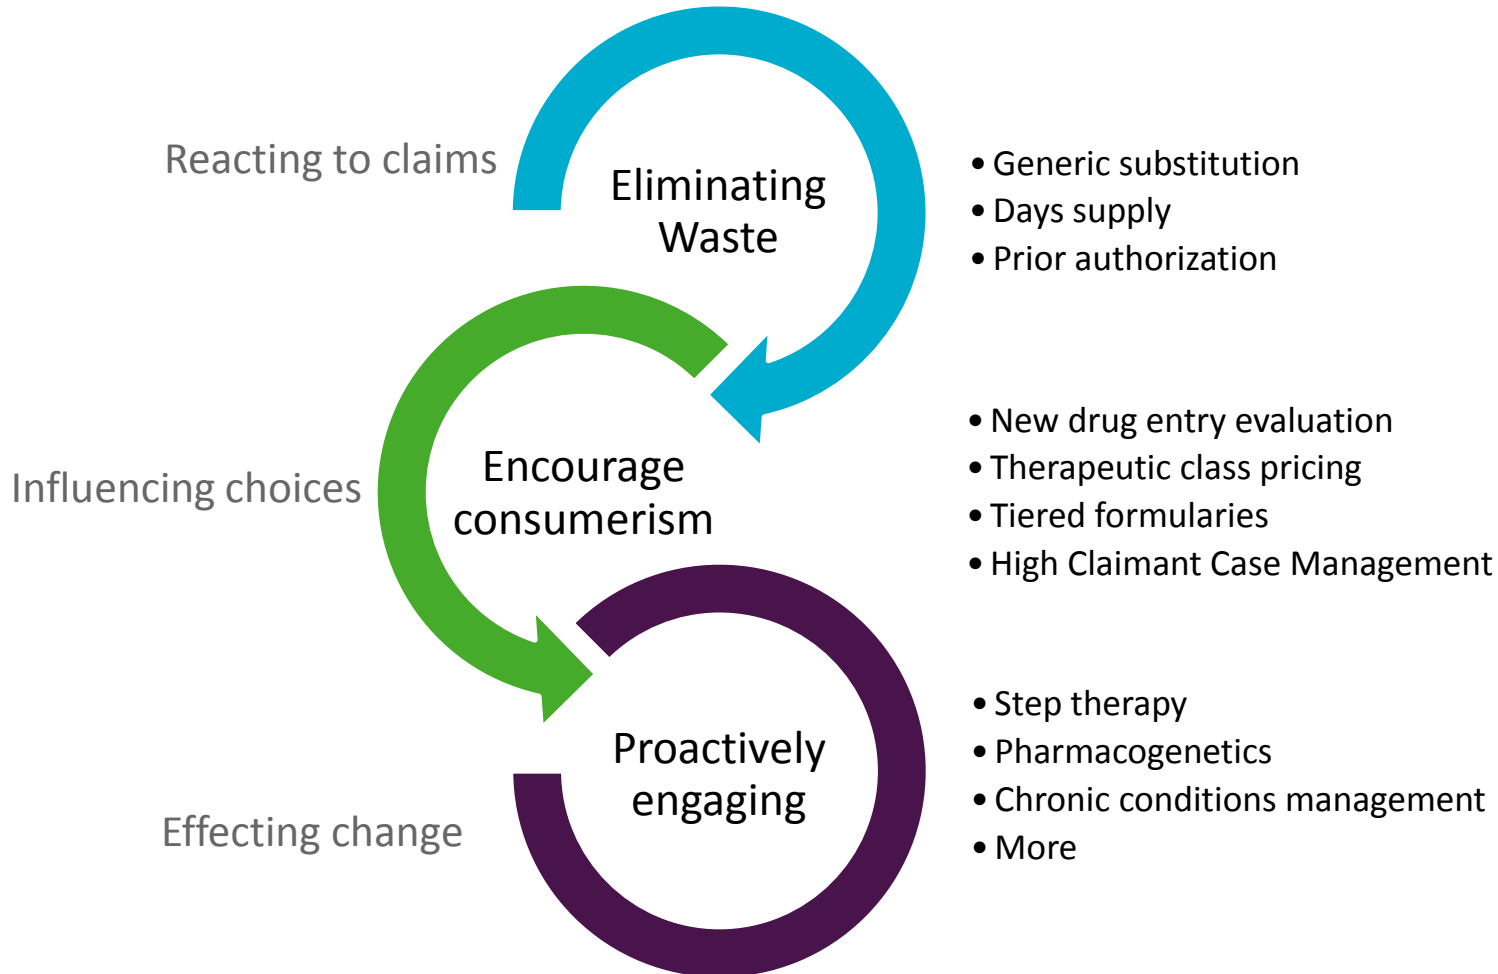 Reacting to claims
Eliminating
Waste
• Generic substitution
• Days supply
• Prior authorization
Influencing choices
Encourage
consumerism
• New drug entry evaluation
• Therapeutic class pricing
• Tiered formularies
• High Claimant Case Management
Effecting change
Proactively
engaging
• Step therapy
• Pharmacogenetics
• Chronic conditions management
• More